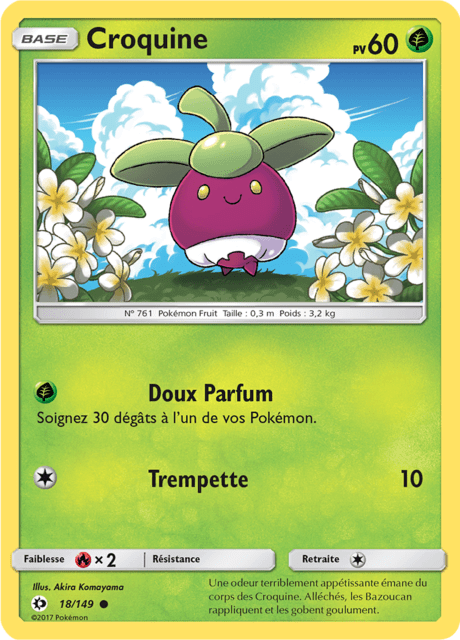 BASE Croquine PV60
N° 761 Pokémon Fruit Taille : 0,3 m Poids : 3,2 kg
Doux Parfum
Soignez 30 dégâts à l'un de vos Pokémon.
Trempette 10
Faiblesse × 2 Résistance Retraite
Illus. Akira Komayama
18/149
©2017 Pokémon
Une odeur terriblement appétissante émane du
corps des Croquine. Alléchés, les Bazoucan
rappliquent et les gobent goulument.